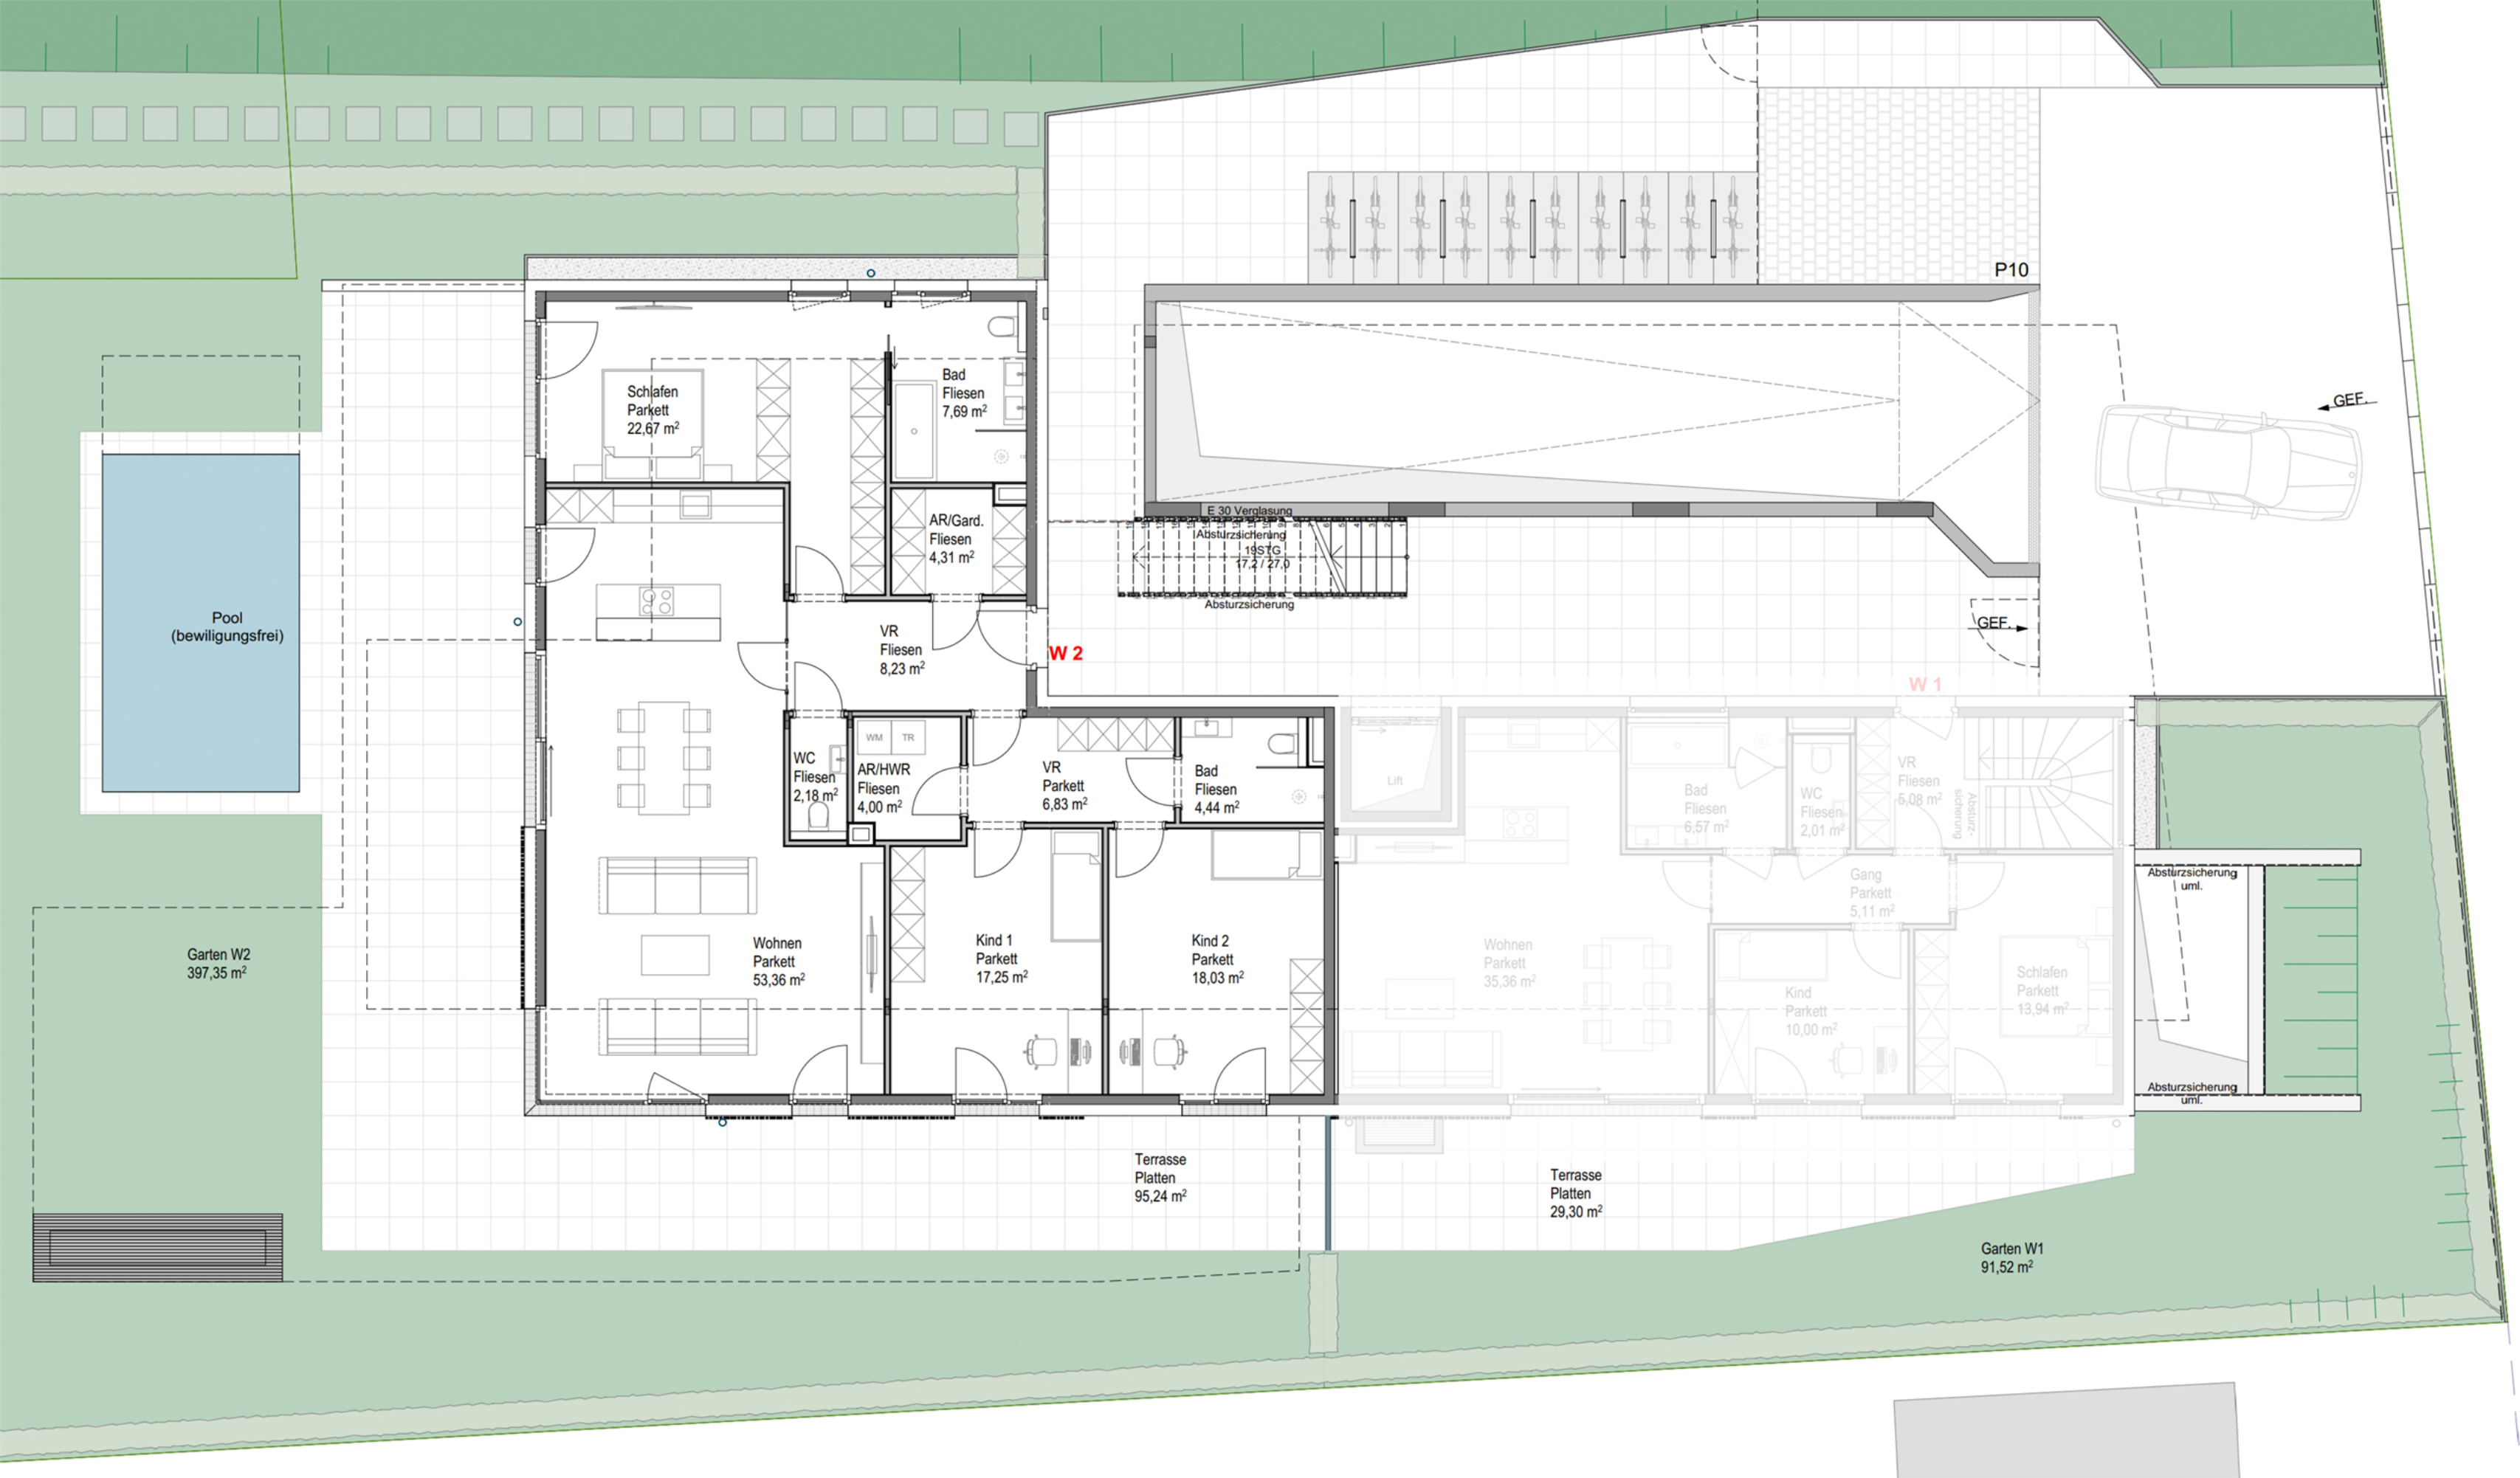 P10
GEF.
Schlafen
Parkett
22,67 m²
Bad
Fliesen
7,69 m²
AR/Gard.
Fliesen
4,31 m²
E 30 Verglasung
Absturzsicherung
19STG
17,2 / 27,0
Absturzsicherung
GEF.
Pool
(bewiligungsfrei)
VR
Fliesen
8,23 m²
W 2
W 1
WC
Fliesen
2,18 m²
WM
TR
AR/HWR
Fliesen
4,00 m²
VR
Parkett
6,83 m²
Bad
Fliesen
4,44 m²
Lift
Bad
Fliesen
6,57 m²
WC
Fliesen
2,01 m²
VR
Fliesen
5,08 m²
Absturz-
sicherung
Gang
Parkett
5,11 m²
Absturzsicherung
uml.
Garten W2
397,35 m²
Wohnen
Parkett
53,36 m²
Kind 1
Parkett
17,25 m²
Kind 2
Parkett
18,03 m²
Wohnen
Parkett
35,36 m²
Kind
Parkett
10,00 m²
Schlafen
Parkett
13,94 m²
Absturzsicherung
uml.
Terrasse
Platten
95,24 m²
Terrasse
Platten
29,30 m²
Garten W1
91,52 m²